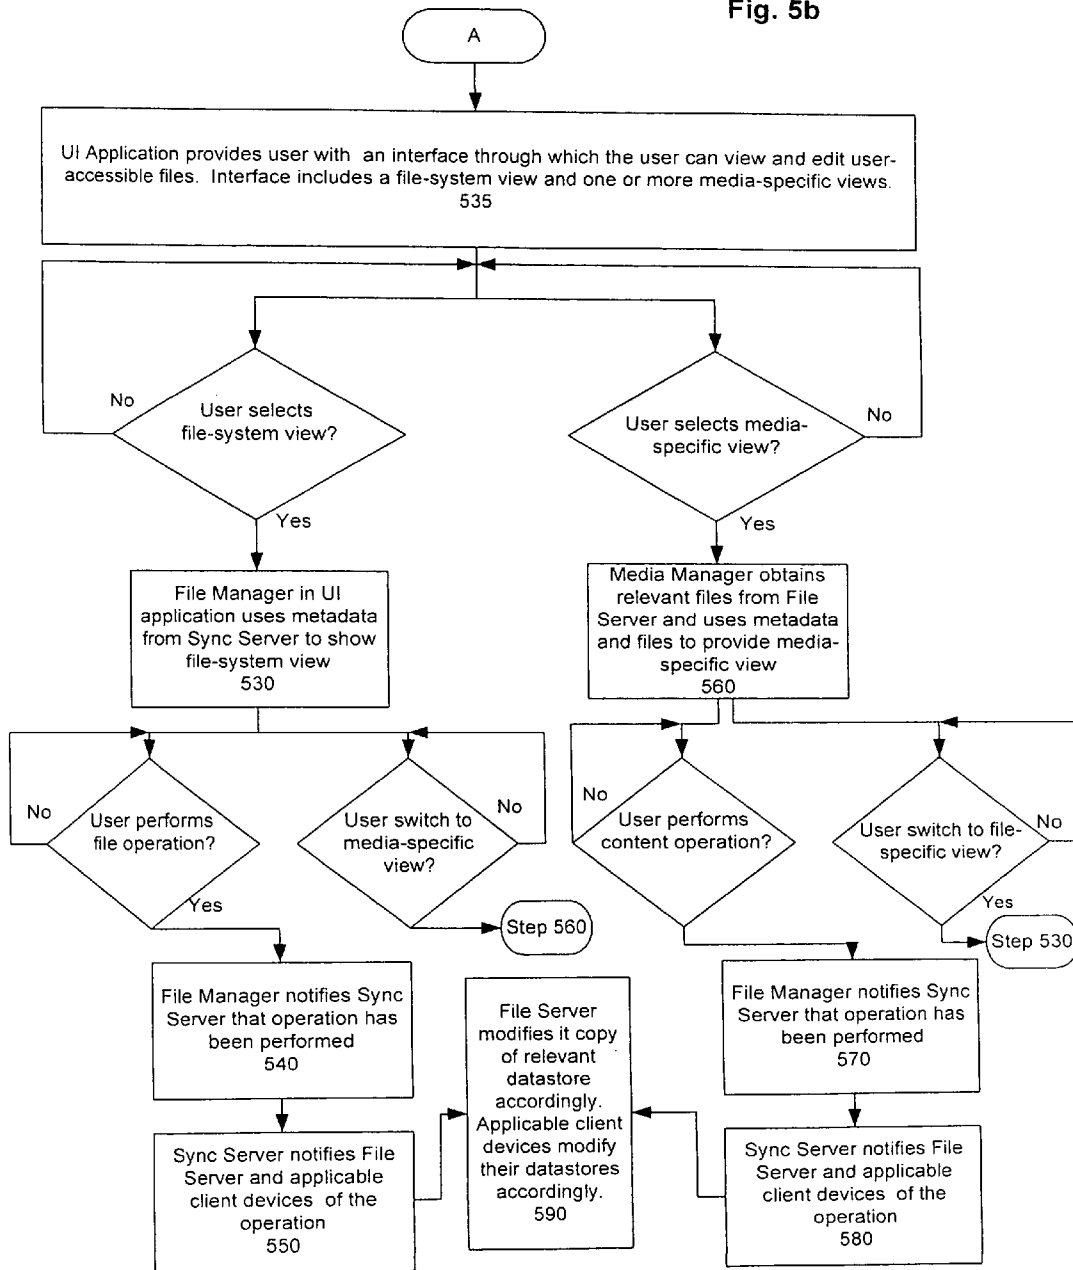 Fig. 5b
A
UI Application provides user with an interface through which the user can view and edit user-
accessible files. Interface includes a file-system view and one or more media-specific views.
535
No
User selects
file-system view?
Yes
User selects media-
specific view?
No
Yes
File Manager in UI
application uses metadata
from Sync Server to show
file-system view
530
Media Manager obtains
relevant files from File
Server and uses metadata
and files to provide media-
specific view
560
No
User performs
file operation?
Yes
User switch to
media-specific
view?
No
Step 560
No
User performs
content operation?
User switch to file-
specific view?
No
Yes
Step 530
File Manager notifies Sync
Server that operation has
been performed
540
File Server
modifies it copy
of relevant
datastore
accordingly.
Applicable client
devices modify
their datastores
accordingly.
590
File Manager notifies Sync
Server that operation has
been performed
570
Sync Server notifies File
Server and applicable
client devices of the
operation
550
Sync Server notifies File
Server and applicable
client devices of the
operation
580